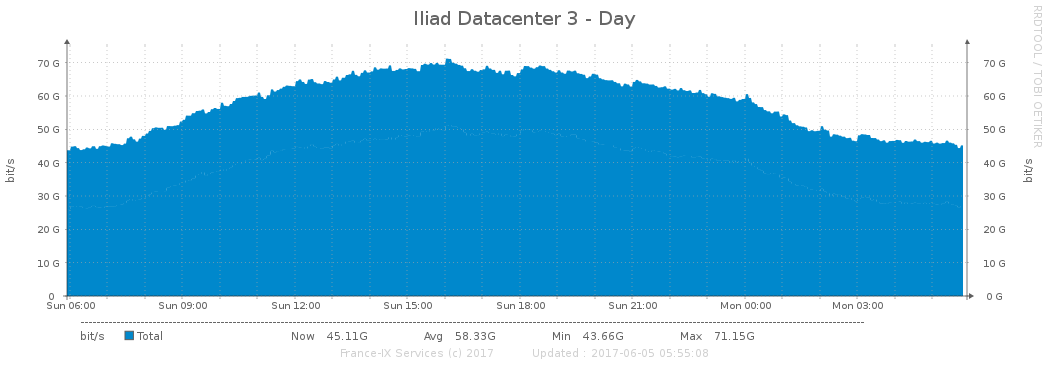 Iliad Datacenter 3 - Day
RRDTOOL / TOBI OETIKER
70 G 70 G
60 G 60 G
50 G 50 G
40 G 40 G
bit/s bit/s
30 G 30 G
20 G 20 G
10 G 10 G
0 0 G
Sun 06:00 Sun 09:00 Sun 12:00 Sun 15:00 Sun 18:00 Sun 21:00 Mon 00:00 Mon 03:00
bit/s Total Now 45.11G Avg 58.33G Min 43.66G Max 71.15G
France-IX Services (c) 2017 Updated : 2017-06-05 05:55:08